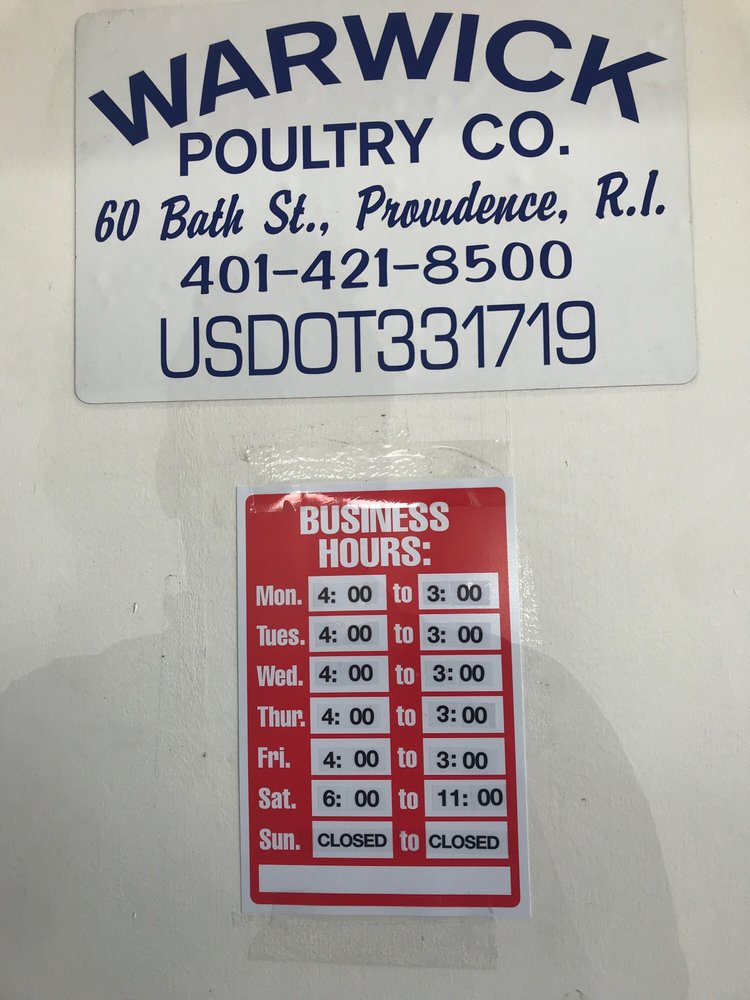 WARWICK
POULTRY CO.
60 Bath St., Providence, R.I.
401-421-8500
USDOT331719
BUSINESS
HOURS:
Mon. 4: 00 to 3: 00
Tues. 4: 00 to 3: 00
Wed. 4: 00 to 3: 00
Thur. 4: 00 to 3: 00
Fri. 4: 00 to 3: 00
Sat. 6: 00 to 11: 00
Sun. CLOSED to CLOSED